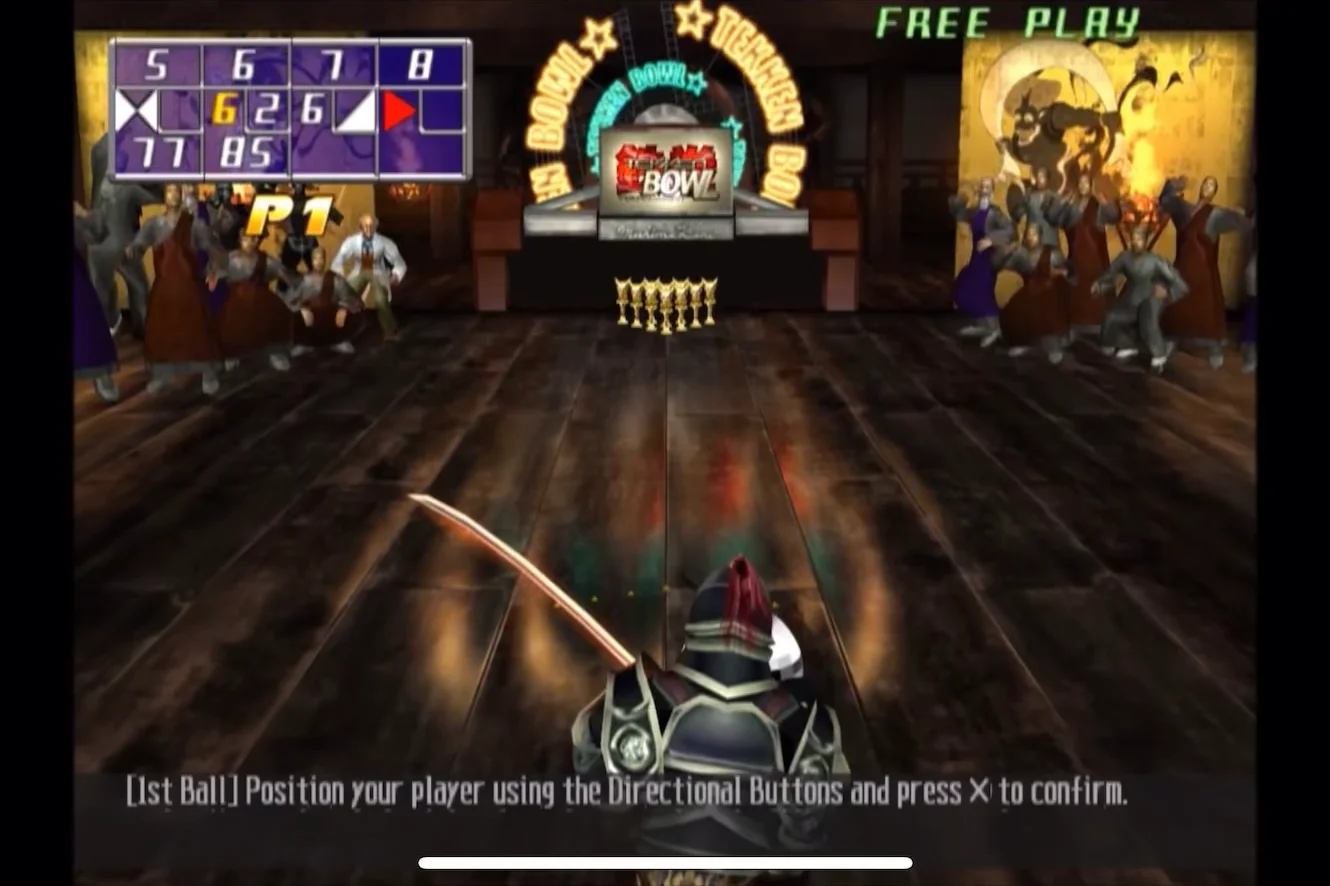 FREE PLAY
5 6 7 8
6 2 6
77 85
P1
TEKKEN BOWL
TEKKEN BOWL
TEKKEN BOWL
[1st Ball] Position your player using the Directional Buttons and press X to confirm.